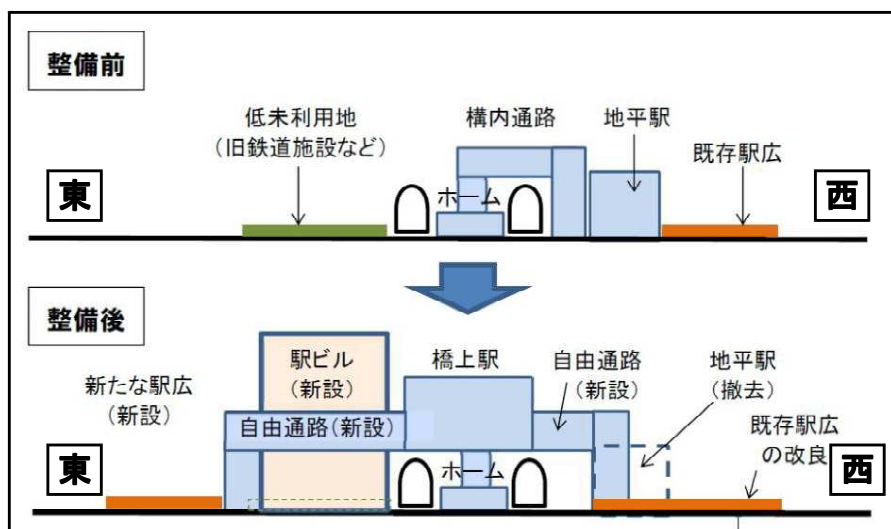 整備前
低未利用地
(旧鉄道施設など)
構内通路
地平駅
既存駅広
東
ホーム
西
整備後
新たな駅広
(新設)
駅ビル
(新設)
橋上駅
自由通路
(新設)
地平駅
(撤去)
自由通路(新設)
既存駅広
の改良
東
ホーム
西